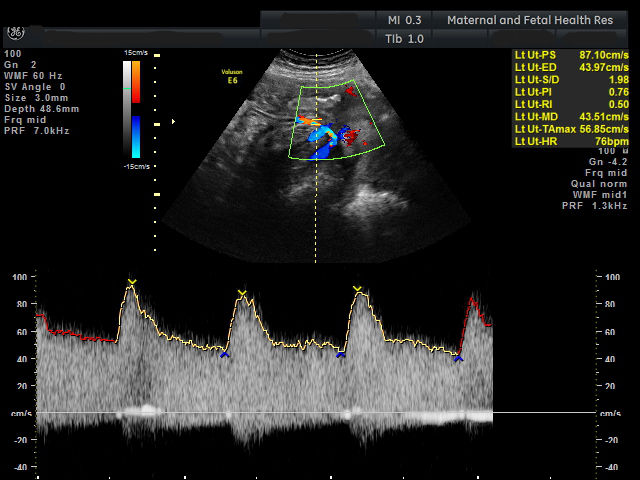 MI 0.3 Maternal and Fetal Health Res
TIb 1.0
100
Gn 2
WMF 60 Hz
SV Angle 0
Size 3.0mm
Depth 48.6mm
Frq mid
PRF 7.0kHz
15cm/s
-15cm/s
Voluson
E6
Lt Ut-PS 87.10cm/s
Lt Ut-ED 43.97cm/s
Lt Ut-S/D 1.98
Lt Ut-PI 0.76
Lt Ut-RI 0.50
Lt Ut-MD 43.51cm/s
Lt Ut-TAmax 56.85cm/s
Lt Ut-HR 76bpm
100
Gn -4.2
Frq mid
Qual norm
WMF mid1
PRF 1.3kHz
100 100
80 80
60 60
40 40
20 20
cm/s cm/s
-20 -20
-40 -40